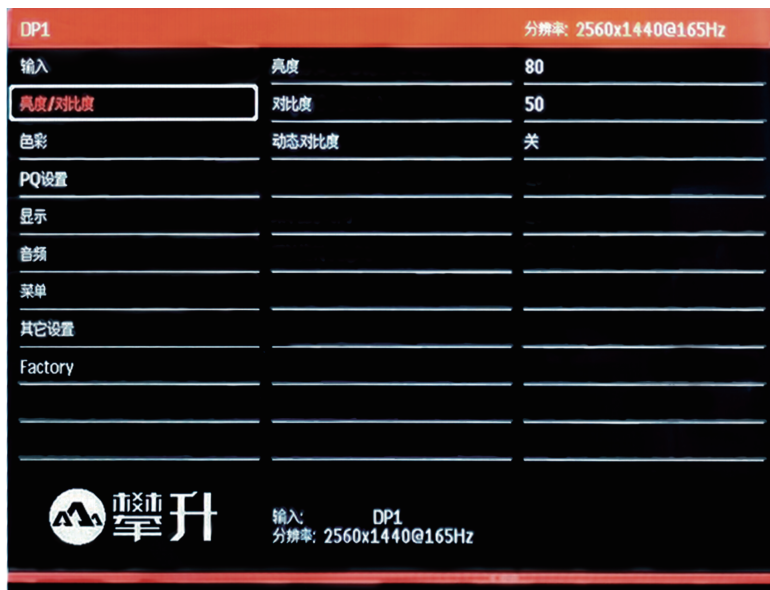 DP1 分辨率: 2560x1440@165Hz
输入 亮度 80
亮度/对比度 对比度 50
色彩 动态对比度 关
PQ设置
显示
音频
菜单
其它设置
Factory
攀升
输入: DP1
分辨率: 2560x1440@165Hz